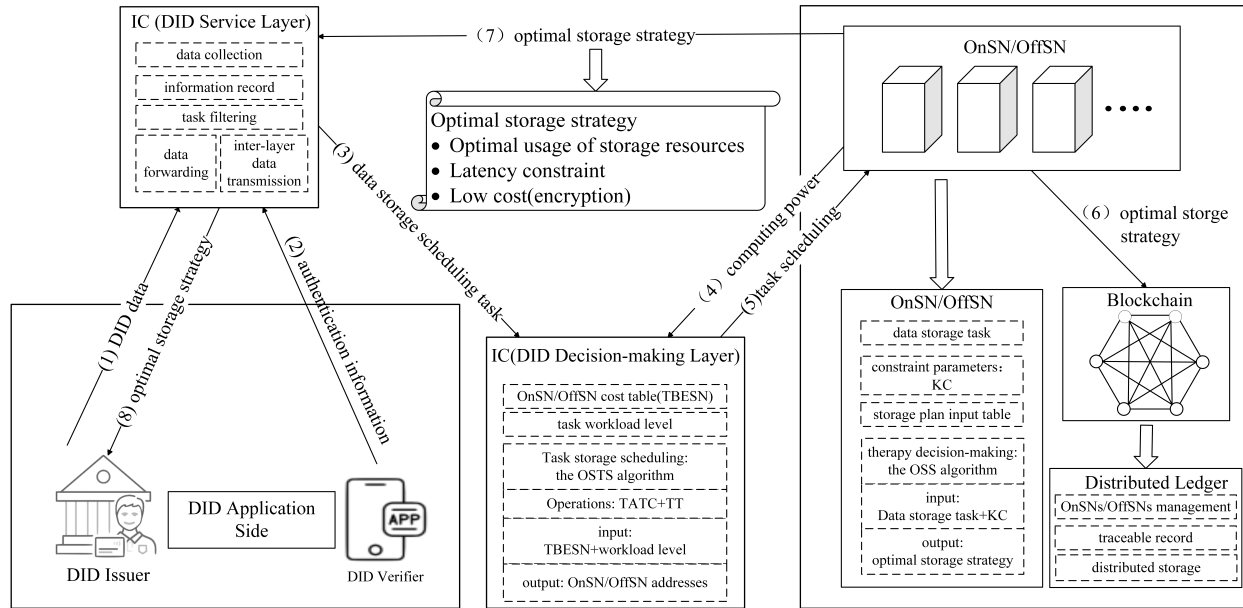 IC (DID Service Layer)
data collection
information record
task filtering
data
forwarding
inter-layer
data
transmission
（7）optimal storage strategy
Optimal storage strategy
● Optimal usage of storage resources
● Latency constraint
● Low cost(encryption)
OnSN/OffSN
(1) DID data
(8) optimal storage strategy
(2) authentication information
(3) data storage scheduling task
（4）computing power
(5)task scheduling
（6）optimal storge
strategy
DID Issuer
DID Application
Side
APP
DID Verifier
IC(DID Decision-making Layer)
OnSN/OffSN cost table(TBESN)
task workload level
Task storage scheduling:
the OSTS algorithm
Operations: TATC+TT
input:
TBESN+workload level
output: OnSN/OffSN addresses
OnSN/OffSN
data storage task
constraint parameters：
KC
storage plan input table
therapy decision-making:
the OSS algorithm
input:
Data storage task+KC
output:
optimal storage strategy
Blockchain
Distributed Ledger
OnSNs/OffSNs management
traceable record
distributed storage